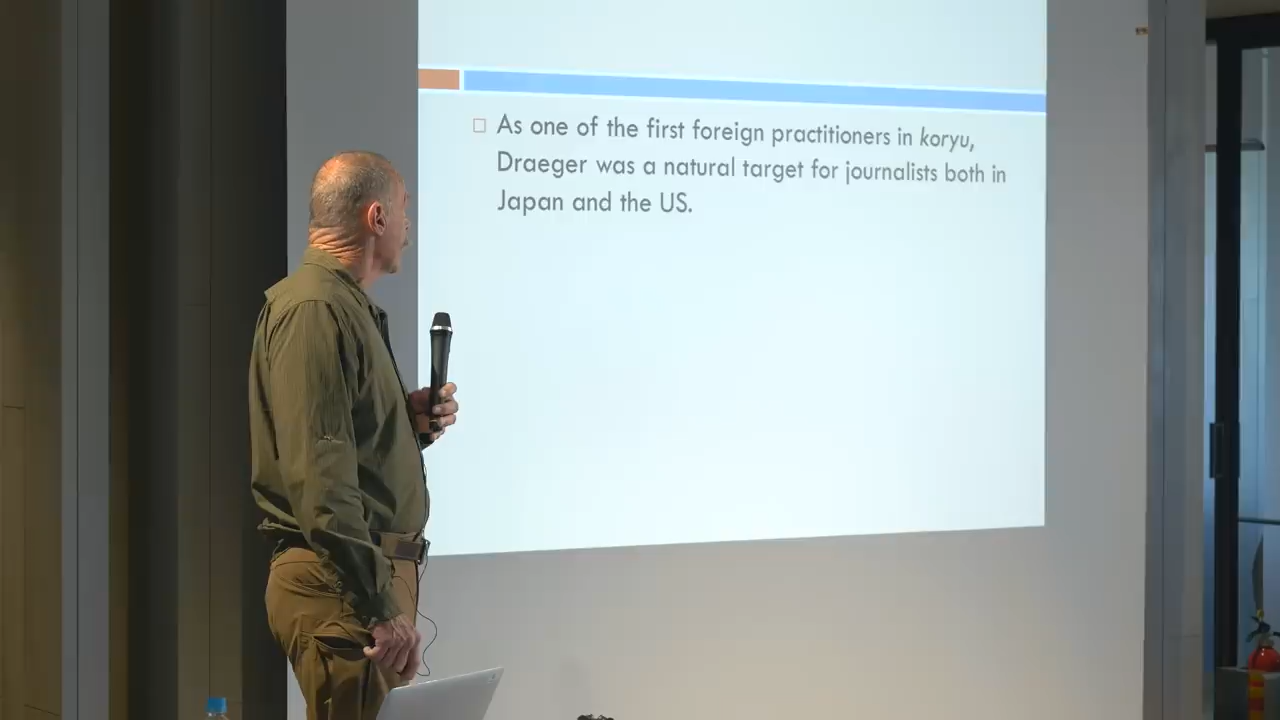 As one of the first foreign practitioners in koryu,
Draeger was a natural target for journalists both in
Japan and the US.